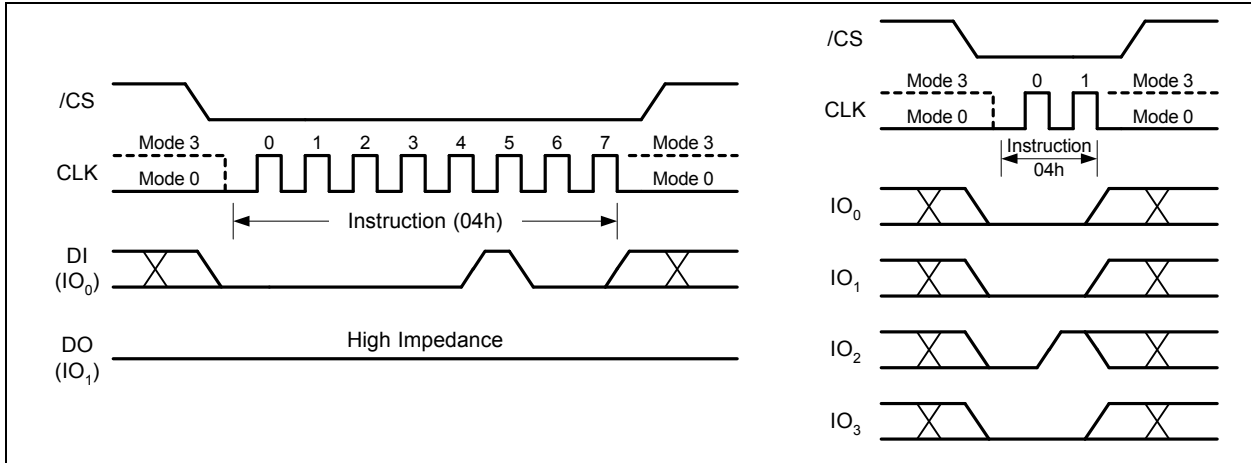 /CS
Mode 3 0 1 2 3 4 5 6 7 Mode 3
CLK Mode 0 Mode 0
Instruction (04h)
DI
(IO0)
High Impedance
DO
(IO1)
/CS
Mode 3 0 1 Mode 3
CLK Mode 0 Mode 0
Instruction
04h
IO0
IO1
IO2
IO3